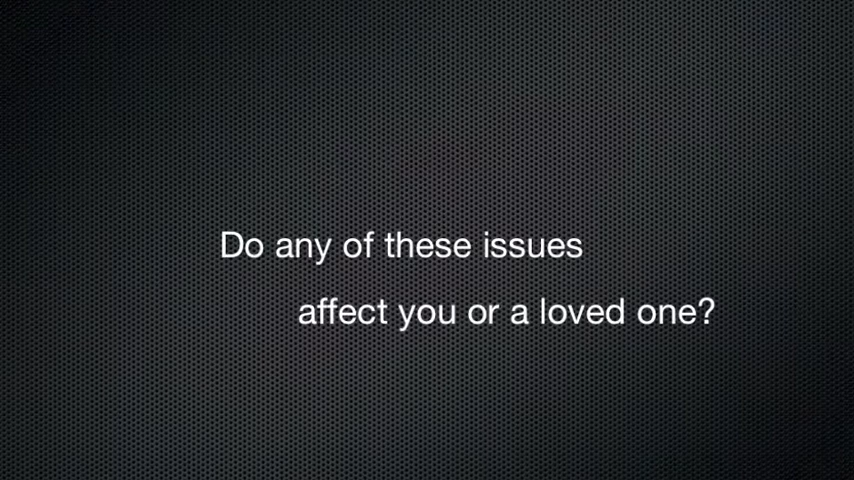 Do any of these issues
affect you or a loved one?